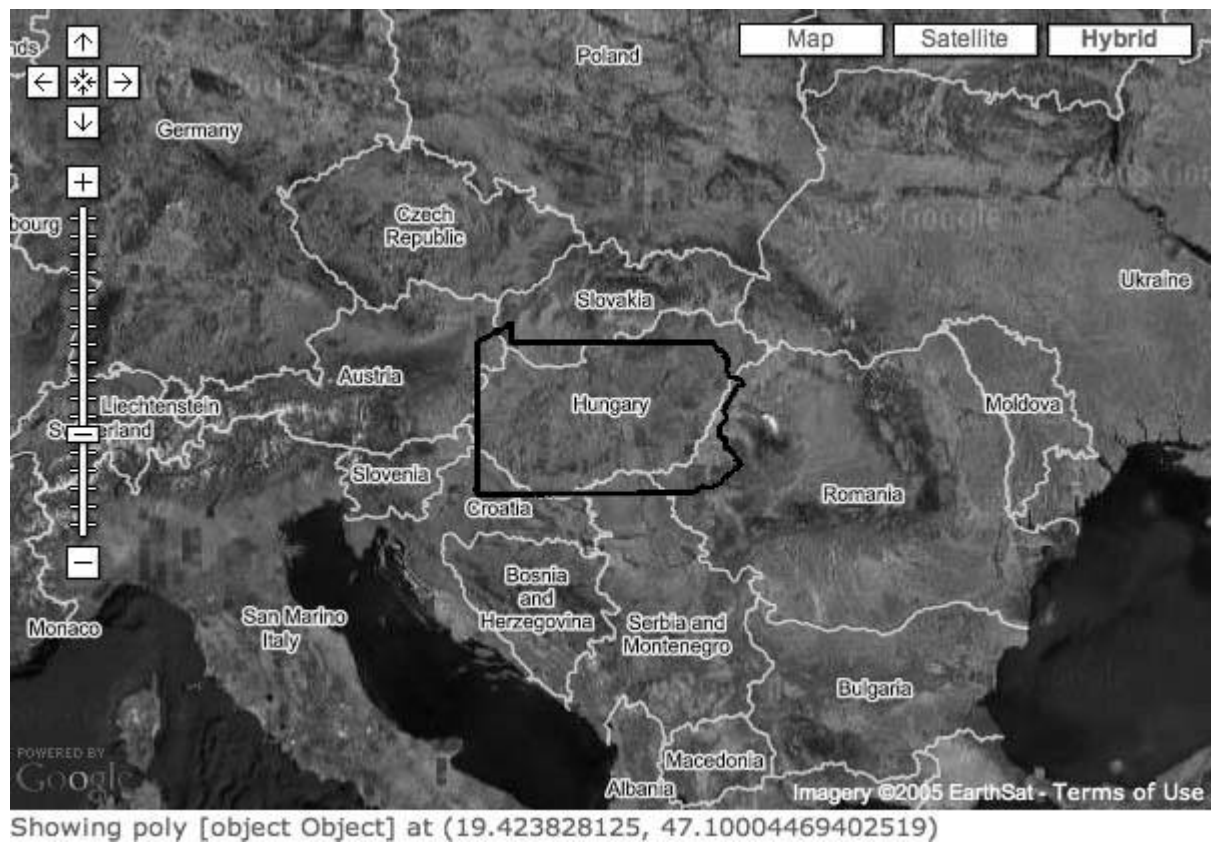 Map
Satellite
Hybrid
nds
Poland
Germany
Czech
Republic
bourg
Ukraine
Slovakia
Austria
Liechtenstein
Hungary
Moldova
Slovenia
Romania
Croatia
Bosnia
and
Herzegovina
San Marino
Italy
Serbia and
Montenegro
Monaco
Bulgaria
POWERED BY
Google
Macedonia
Albania
Imagery ©2005 EarthSat - Terms of Use
Showing poly [object Object] at (19.423828125, 47.10004469402519)